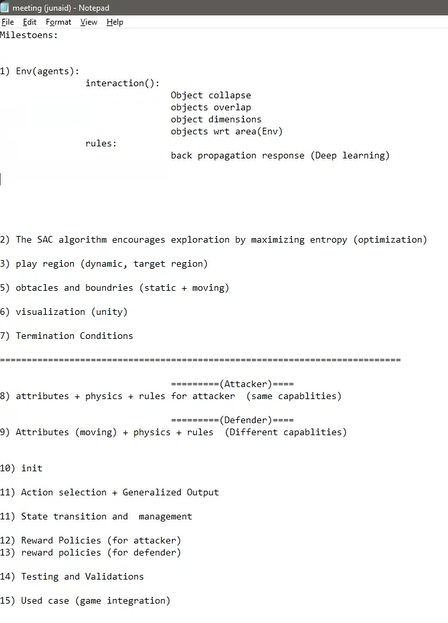 meeting (junaid) - Notepad
File Edit Format View Help
Milestoens:
1) Env(agents):
interaction():
Object collapse
objects overlap
object dimensions
objects wrt area(Env)
rules:
back propagation response (Deep learning)
2) The SAC algorithm encourages exploration by maximizing entropy (optimization)
3) play region (dynamic, target region)
5) obtacles and boundries (static + moving)
6) visualization (unity)
7) Termination Conditions
===========================================================================
=========(Attacker)====
8) attributes + physics + rules for attacker (same capablities)
=========(Defender)====
9) Attributes (moving) + physics + rules (Different capablities)
10) init
11) Action selection + Generalized Output
11) State transition and management
12) Reward Policies (for attacker)
13) reward policies (for defender)
14) Testing and Validations
15) Used case (game integration)